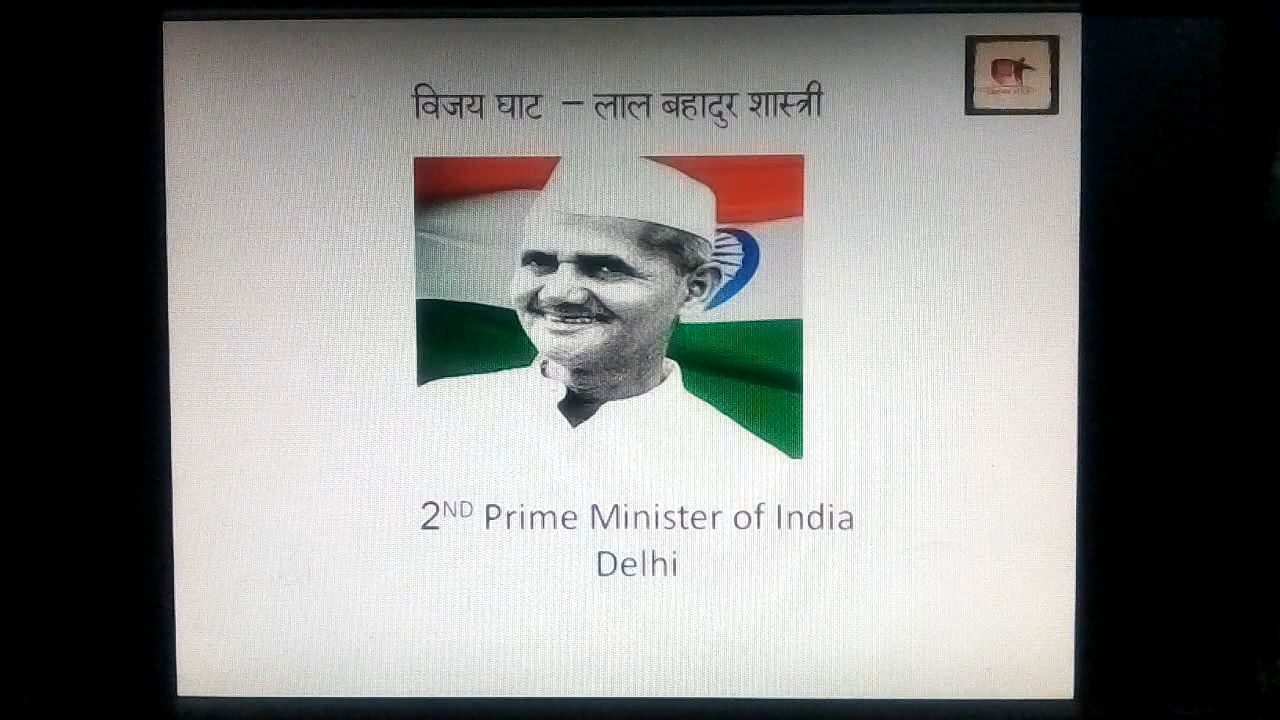 विजय घाट – लाल बहादुर शास्त्री
2ND Prime Minister of India
Delhi